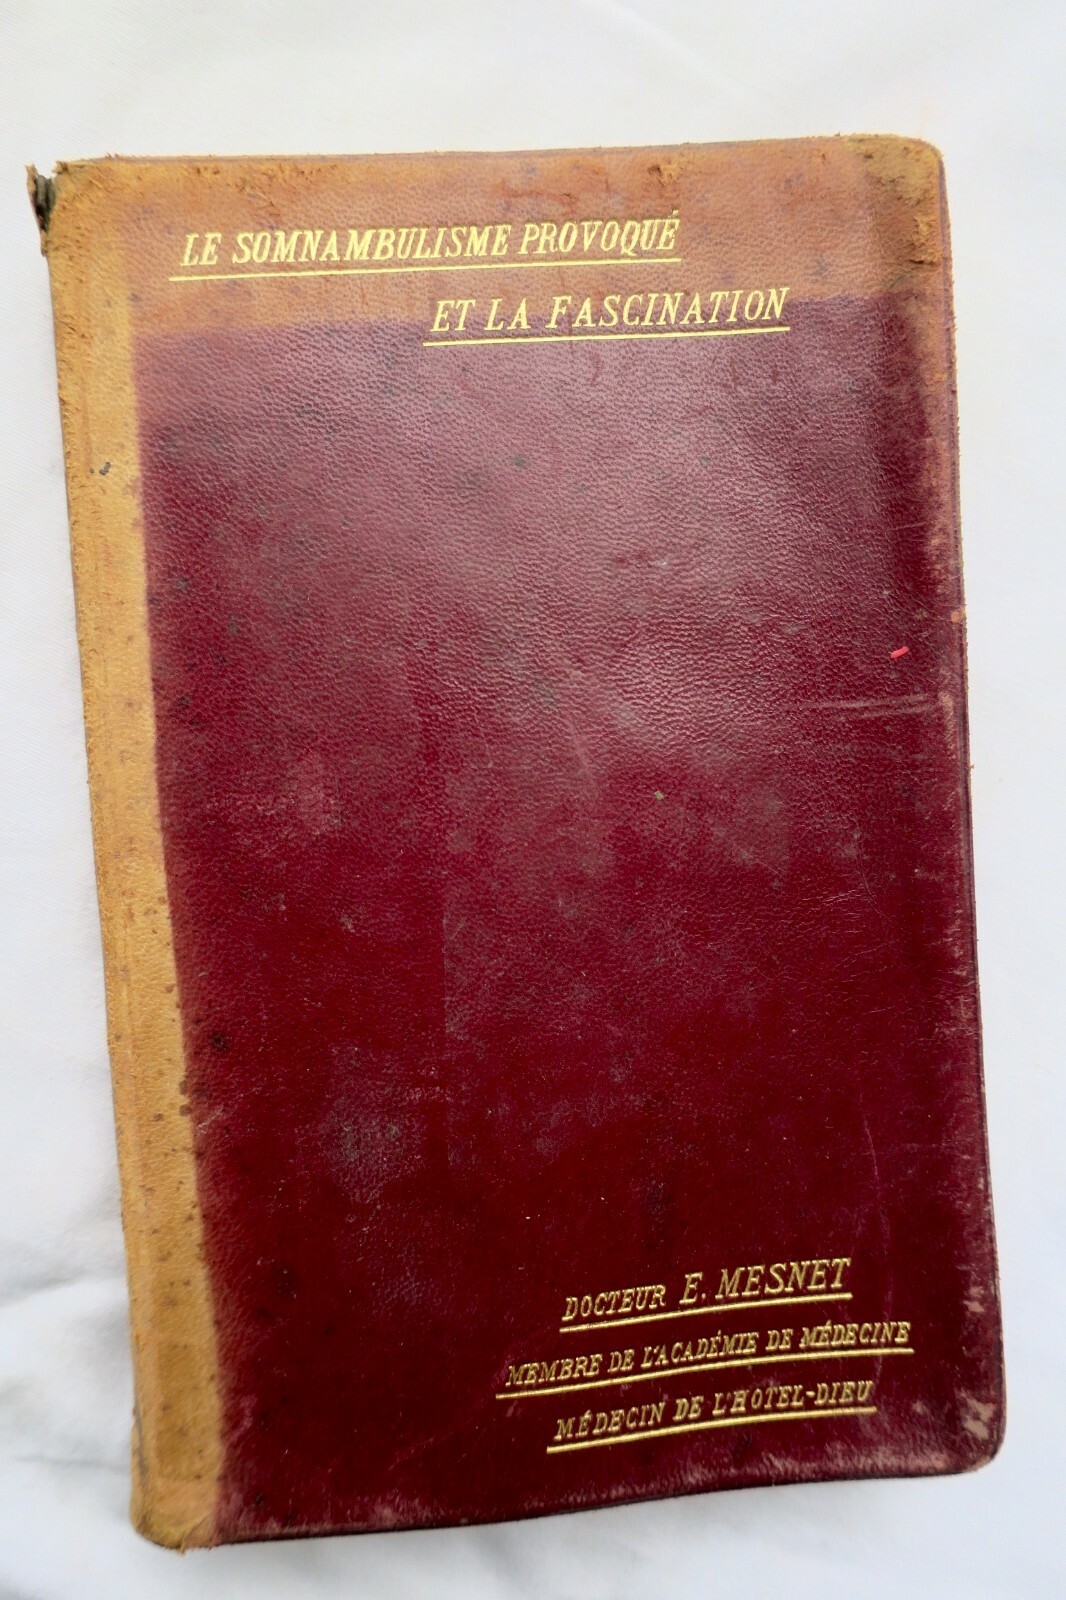 LE SOMNAMBULISME PROVOQUÉ
ET LA FASCINATION
DOCTEUR E. MESNET
MEMBRE DE L'ACADÉMIE DE MÉDECINE
MÉDECIN DE L'HOTEL-DIEU